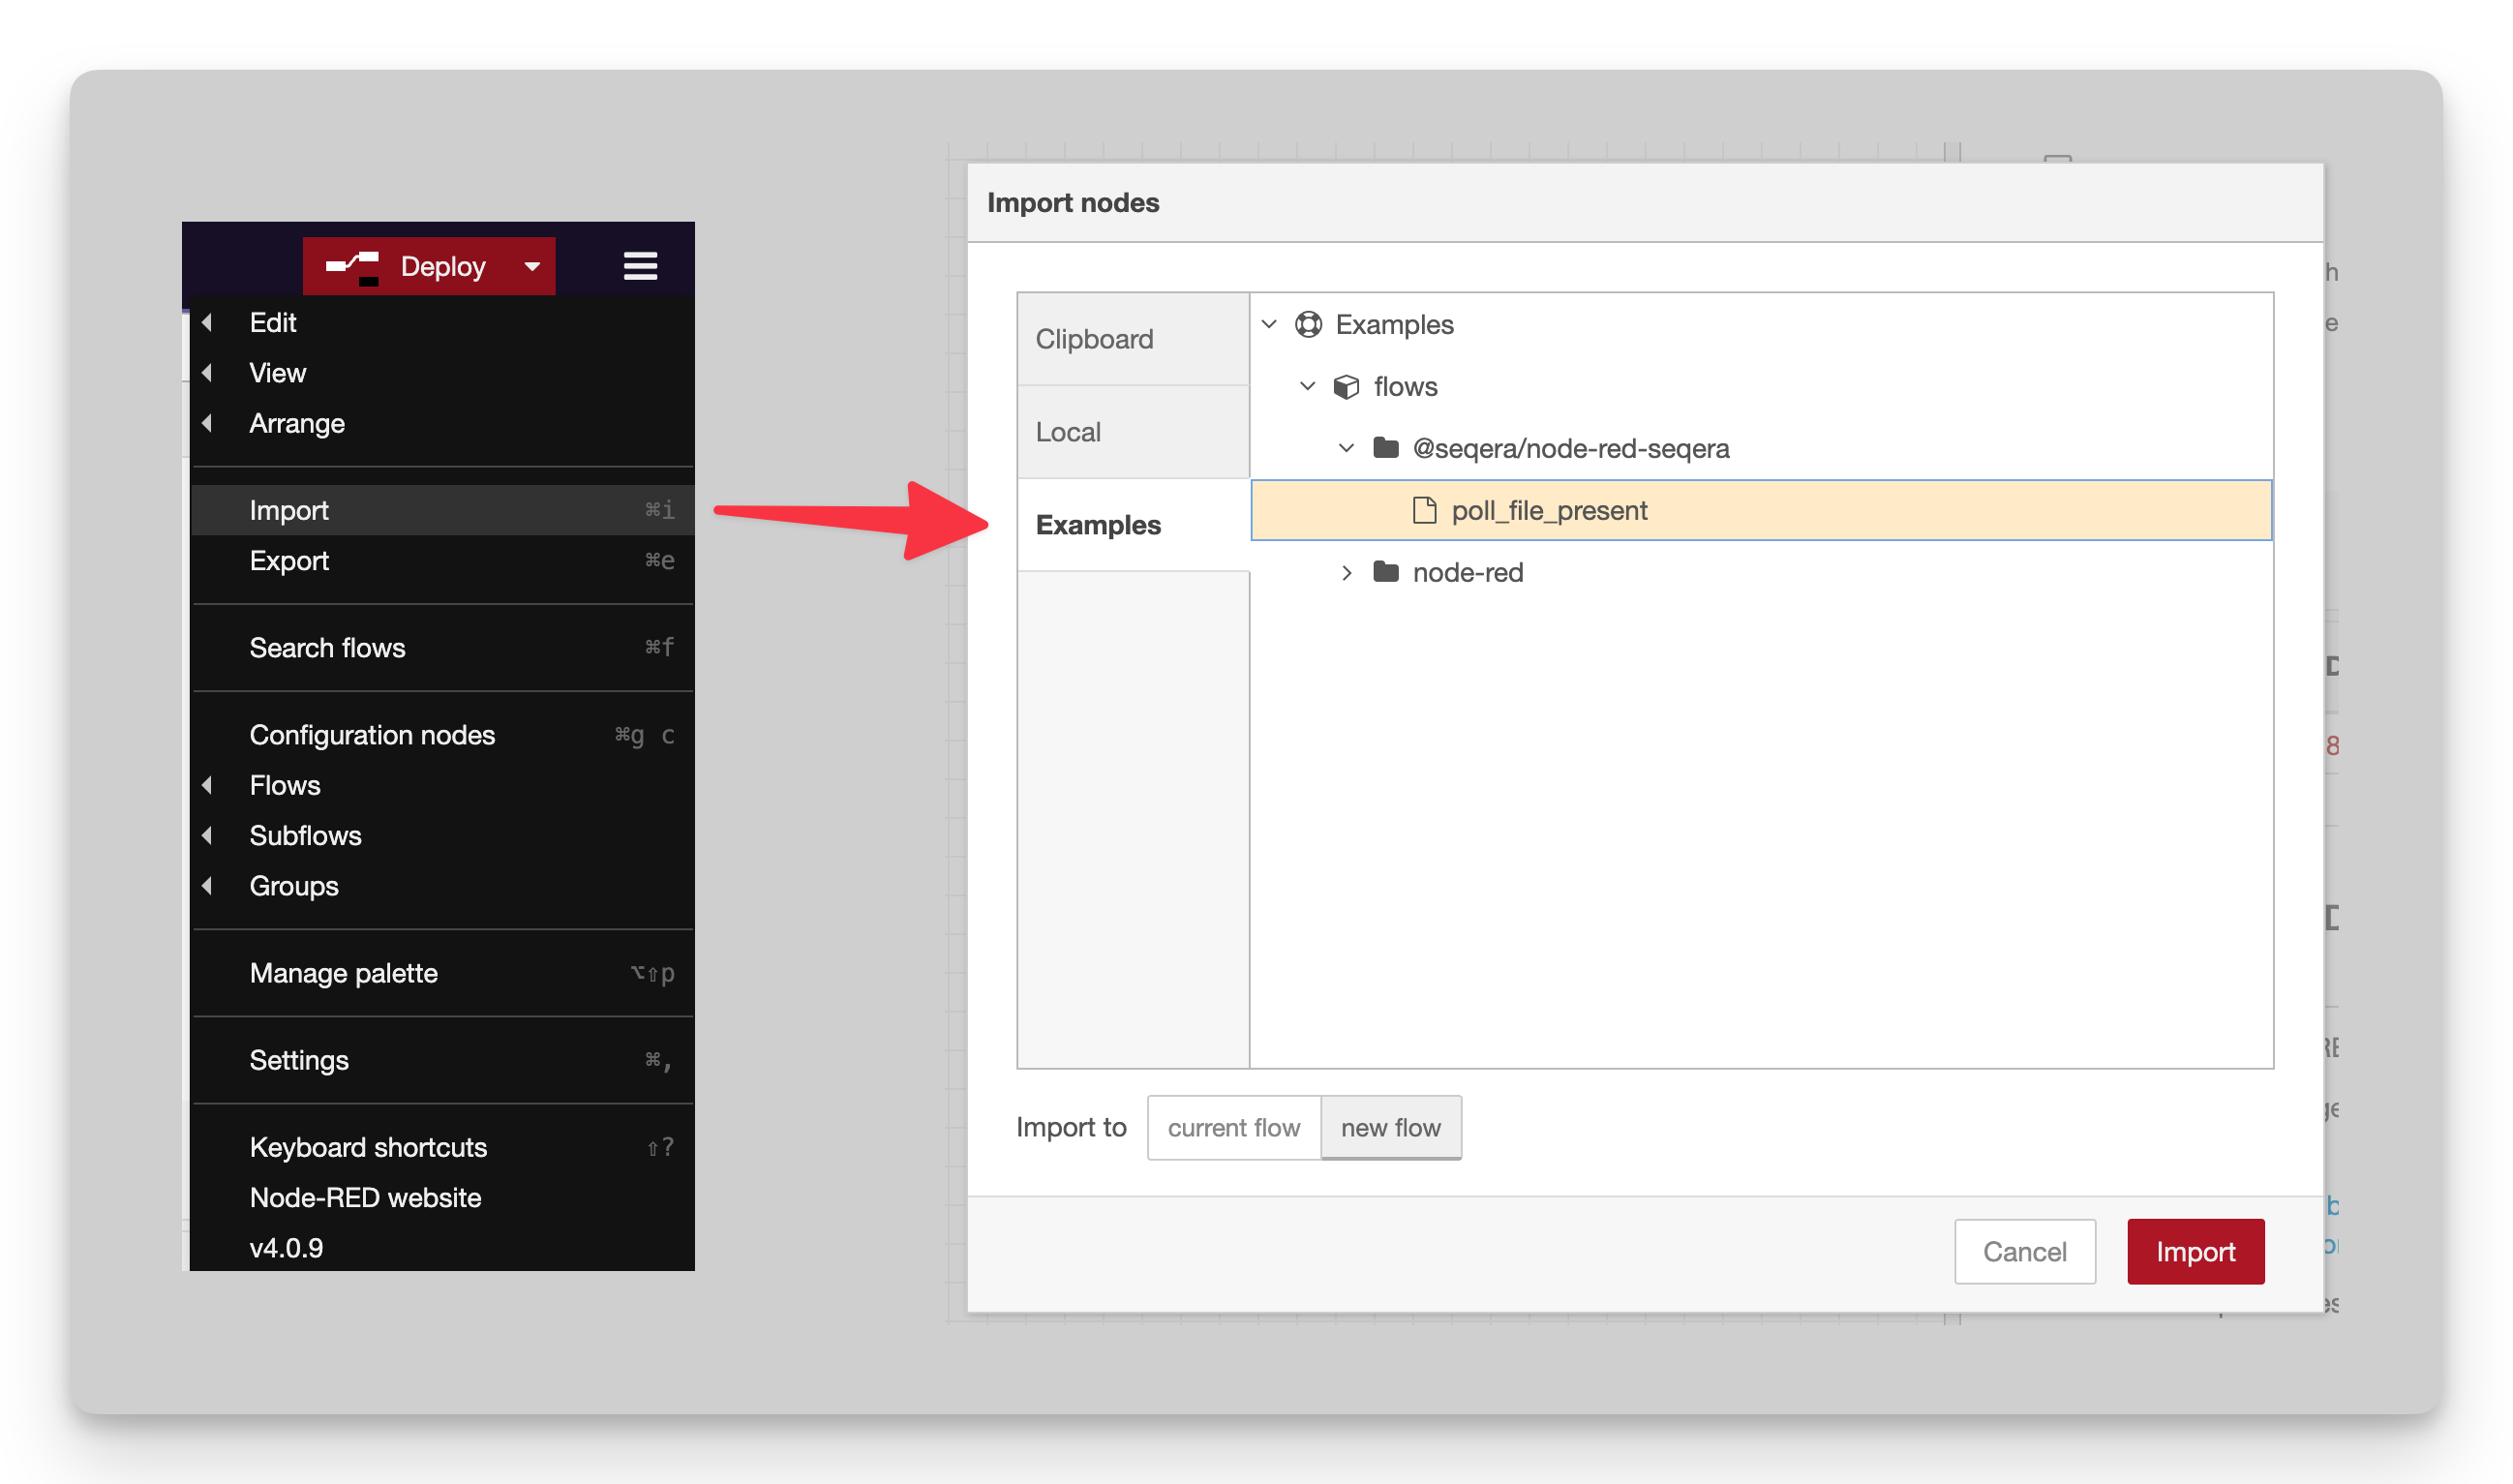 Deploy
Edit
View
Arrange
Import ⌘i
Export ⌘e
Search flows ⌘f
Configuration nodes ⌘g c
Flows
Subflows
Groups
Manage palette ⌥⇧p
Settings ⌘,
Keyboard shortcuts ⇧?
Node-RED website
v4.0.9
Import nodes
Clipboard
Local
Examples
Examples
flows
@seqera/node-red-seqera
poll_file_present
node-red
Import to current flow new flow
Cancel Import